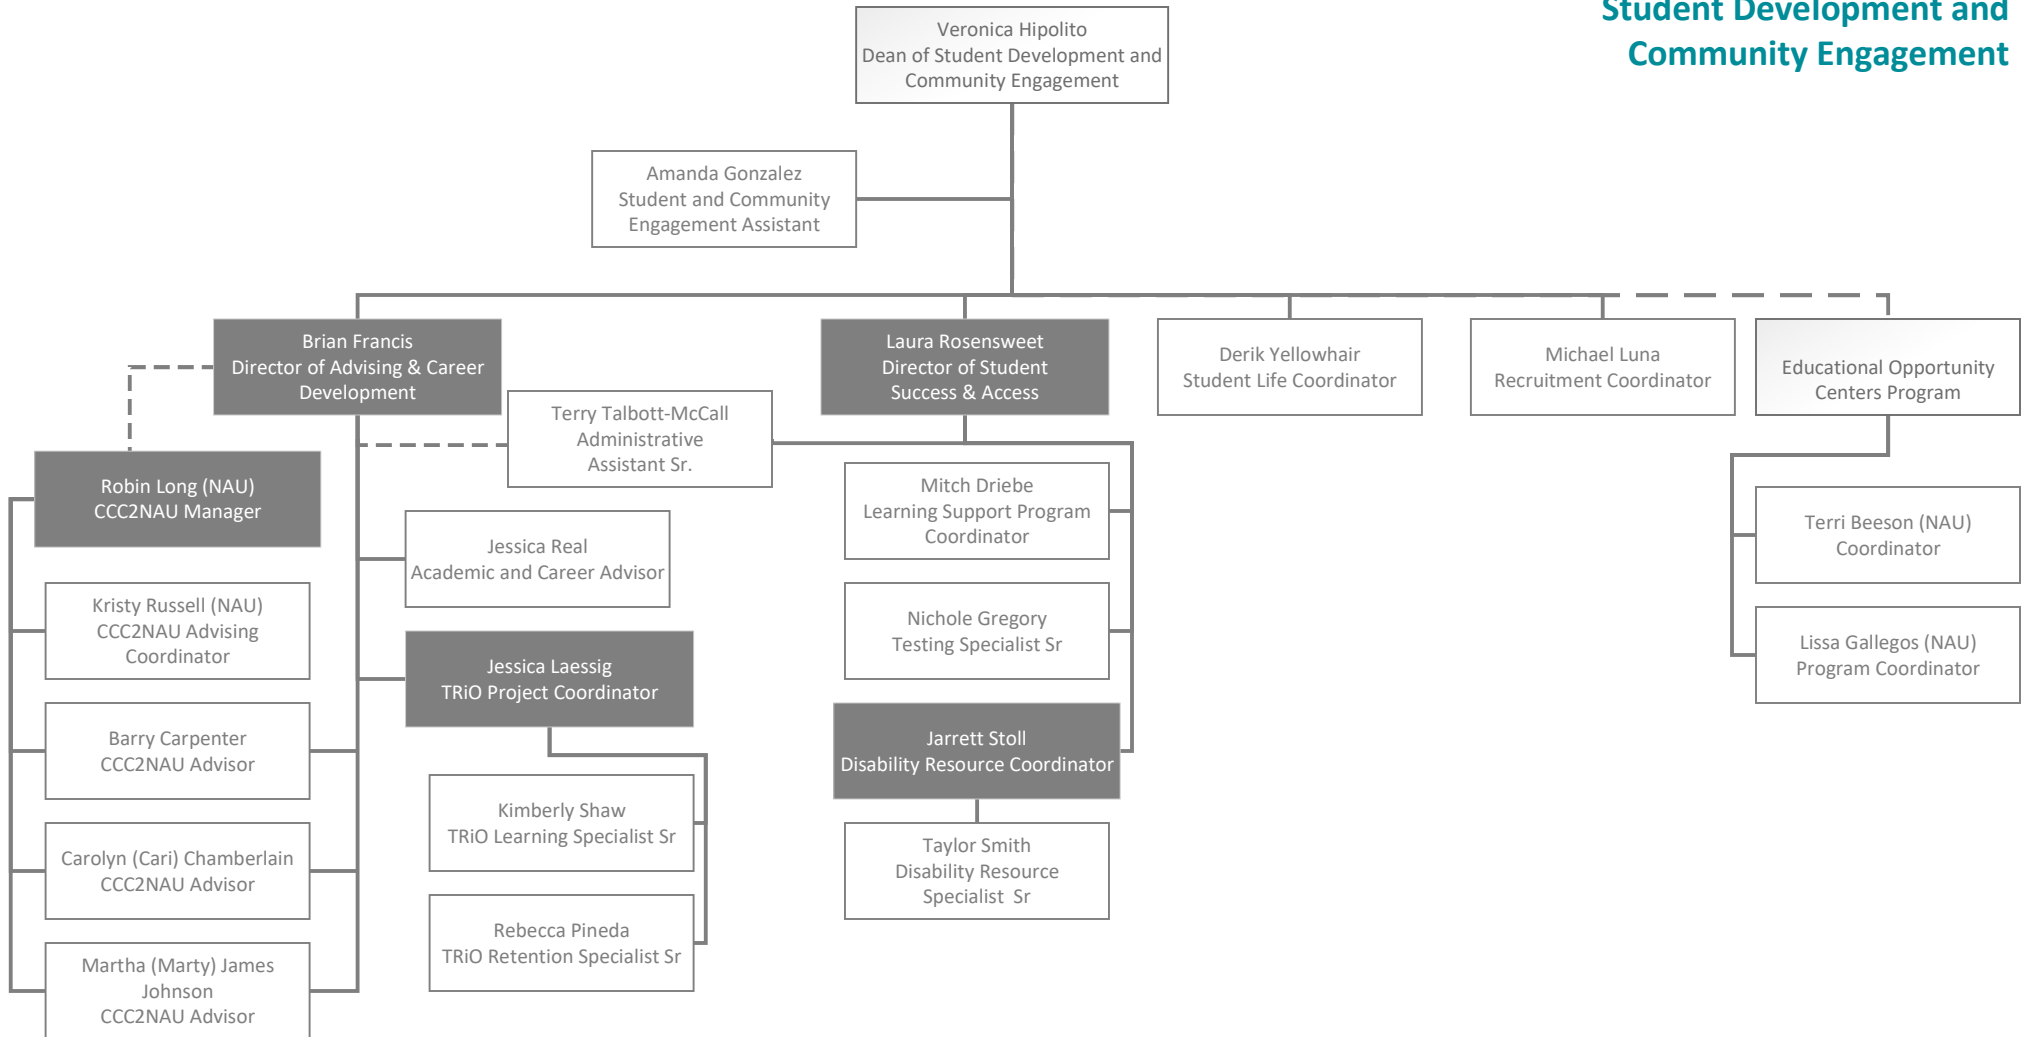 Student Development and
Community Engagement
Veronica Hipolito
Dean of Student Development and
Community Engagement
Amanda Gonzalez
Student and Community
Engagement Assistant
Brian Francis
Director of Advising & Career
Development
Laura Rosensweet
Director of Student
Success & Access
Derik Yellowhair
Student Life Coordinator
Michael Luna
Recruitment Coordinator
Educational Opportunity
Centers Program
Terry Talbott-McCall
Administrative
Assistant Sr.
Robin Long (NAU)
CCC2NAU Manager
Kristy Russell (NAU)
CCC2NAU Advising
Coordinator
Barry Carpenter
CCC2NAU Advisor
Carolyn (Cari) Chamberlain
CCC2NAU Advisor
Martha (Marty) James
Johnson
CCC2NAU Advisor
Jessica Real
Academic and Career Advisor
Jessica Laessig
TRiO Project Coordinator
Kimberly Shaw
TRiO Learning Specialist Sr
Rebecca Pineda
TRiO Retention Specialist Sr
Mitch Driebe
Learning Support Program
Coordinator
Nichole Gregory
Testing Specialist Sr
Jarrett Stoll
Disability Resource Coordinator
Taylor Smith
Disability Resource
Specialist  Sr
Terri Beeson (NAU)
Coordinator
Lissa Gallegos (NAU)
Program Coordinator